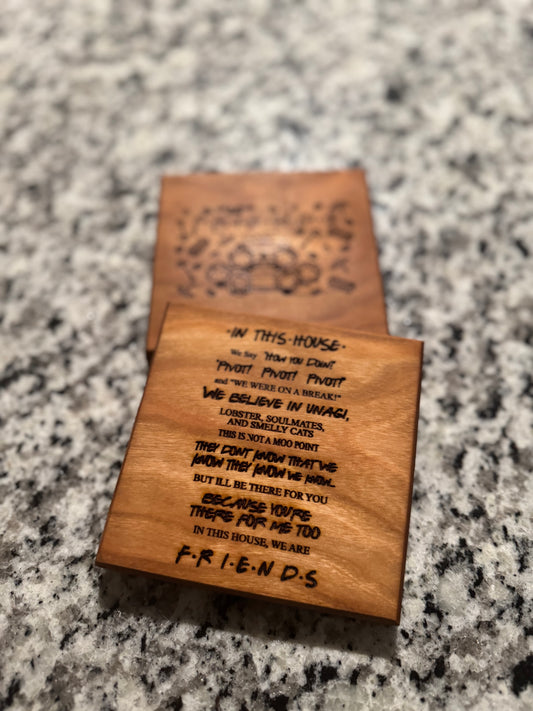 ·IN THIS·HOUSE·
We Say "HOW YOU DOIN?"
"PIVOT! PIVOT! PIVOT!"
and "WE WERE ON A BREAK!"
WE BELIEVE IN UNAGI,
LOBSTER, SOULMATES,
AND SMELLY CATS
THIS IS NOT A MOO POINT
THEY DONT KNOW THAT WE
KNOW THEY KNOW WE KNOW...
BUT ILL BE THERE FOR YOU
BECAUSE YOU'RE
THERE FOR ME TOO
IN THIS HOUSE, WE ARE
F·R·I·E·N·D·S